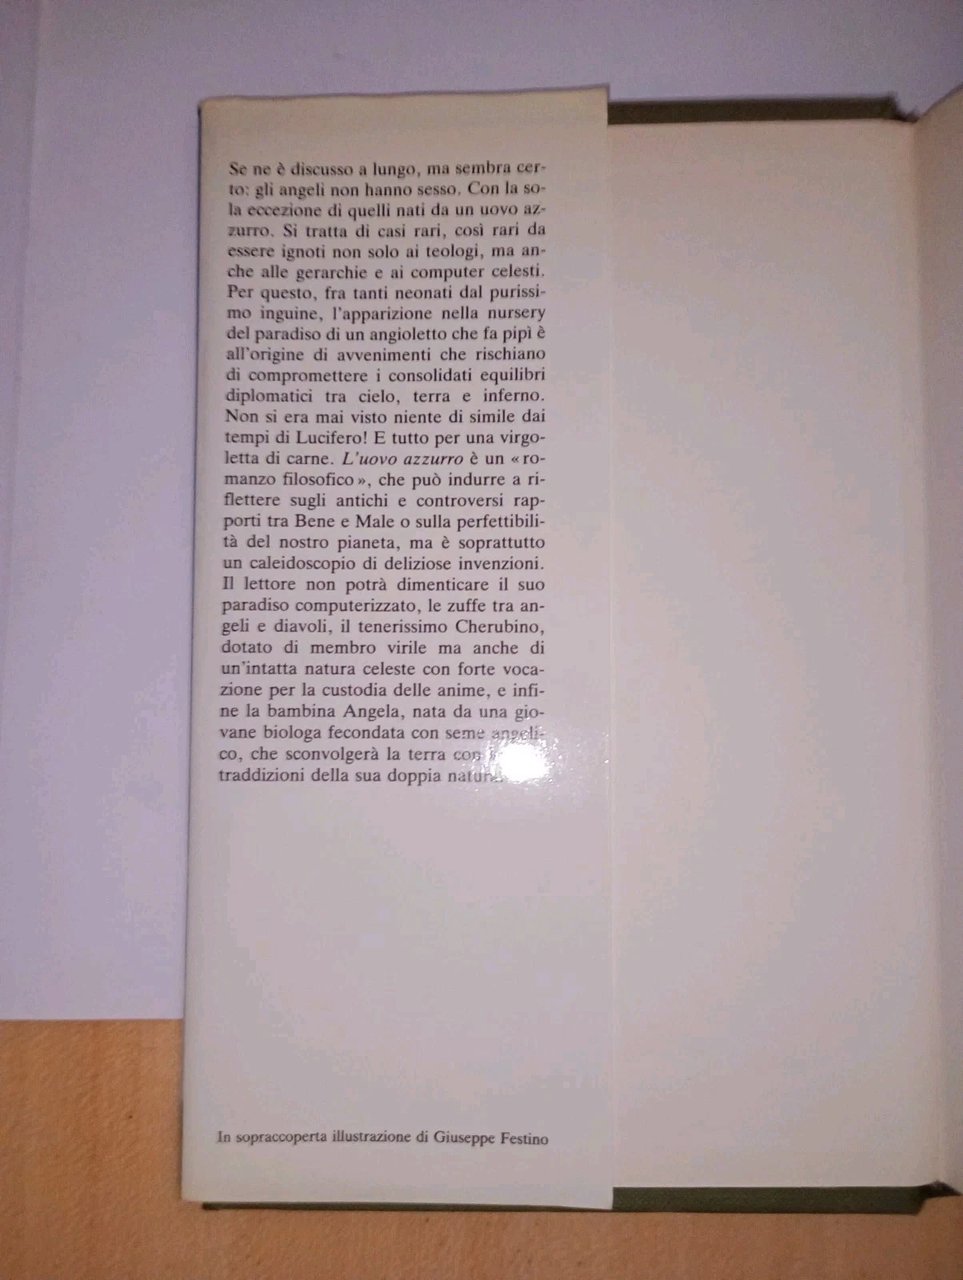 Se ne è discusso a lungo, ma sembra cer-
to: gli angeli non hanno sesso. Con la so-
la eccezione di quelli nati da un uovo az-
zurro. Si tratta di casi rari, così rari da
essere ignoti non solo ai teologi, ma an-
che alle gerarchie e ai computer celesti.
Per questo, fra tanti neonati dal purissi-
mo inguine, l'apparizione nella nursery
del paradiso di un angioletto che fa pipì è
all'origine di avvenimenti che rischiano
di compromettere i consolidati equilibri
diplomatici tra cielo, terra e inferno.
Non si era mai visto niente di simile dai
tempi di Lucifero! E tutto per una virgo-
letta di carne. L'uovo azzurro è un «ro-
manzo filosofico», che può indurre a ri-
flettere sugli antichi e controversi rap-
porti tra Bene e Male o sulla perfettibili-
tà del nostro pianeta, ma è soprattutto
un caleidoscopio di deliziose invenzioni.
Il lettore non potrà dimenticare il suo
paradiso computerizzato, le zuffe tra an-
geli e diavoli, il tenerissimo Cherubino,
dotato di membro virile ma anche di
un'intatta natura celeste con forte voca-
zione per la custodia delle anime, e infi-
ne la bambina Angela, nata da una gio-
vane biologa fecondata con seme angeli-
co, che sconvolgerà la terra con
traddizioni della sua doppia natura.
In sopraccoperta illustrazione di Giuseppe Festino